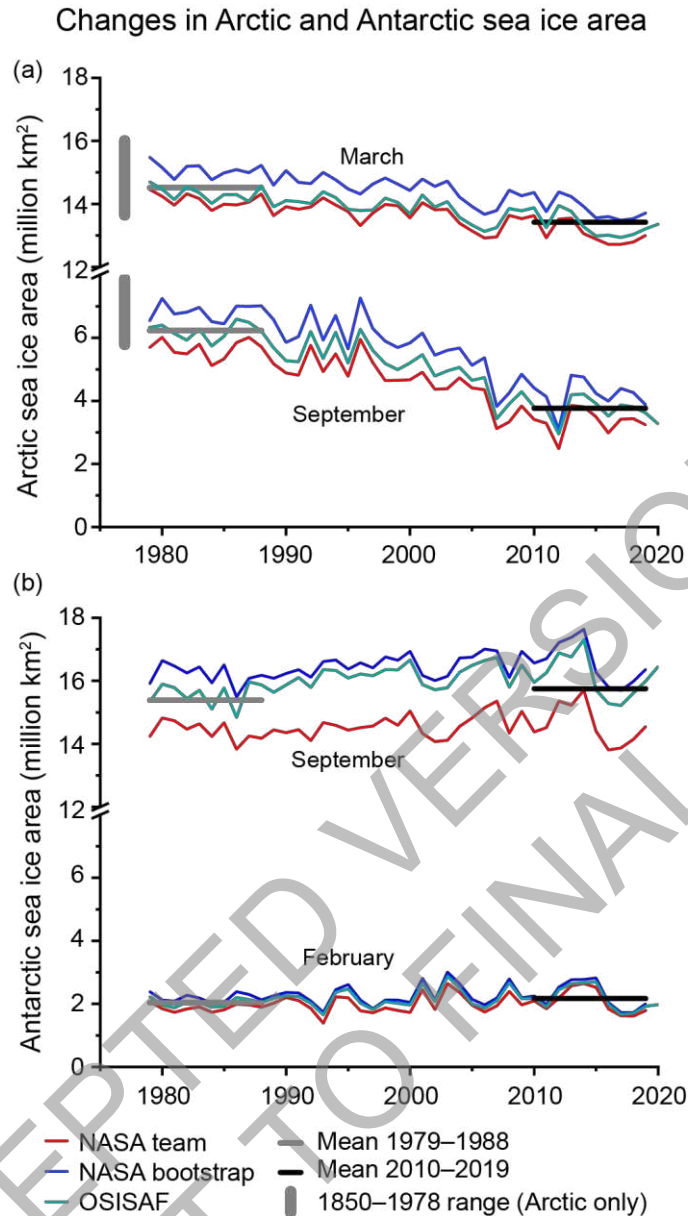 Changes in Arctic and Antarctic sea ice area
(a)
18
16
14
12
6
4
2
0
Arctic sea ice area (million km²)
March
September
1980
1990
2000
2010
2020
(b)
18
16
14
12
6
4
2
0
Antarctic sea ice area (million km²)
September
February
1980
1990
2000
2010
2020
NASA team
NASA bootstrap
OSISAF
Mean 1979–1988
Mean 2010–2019
1850–1978 range (Arctic only)